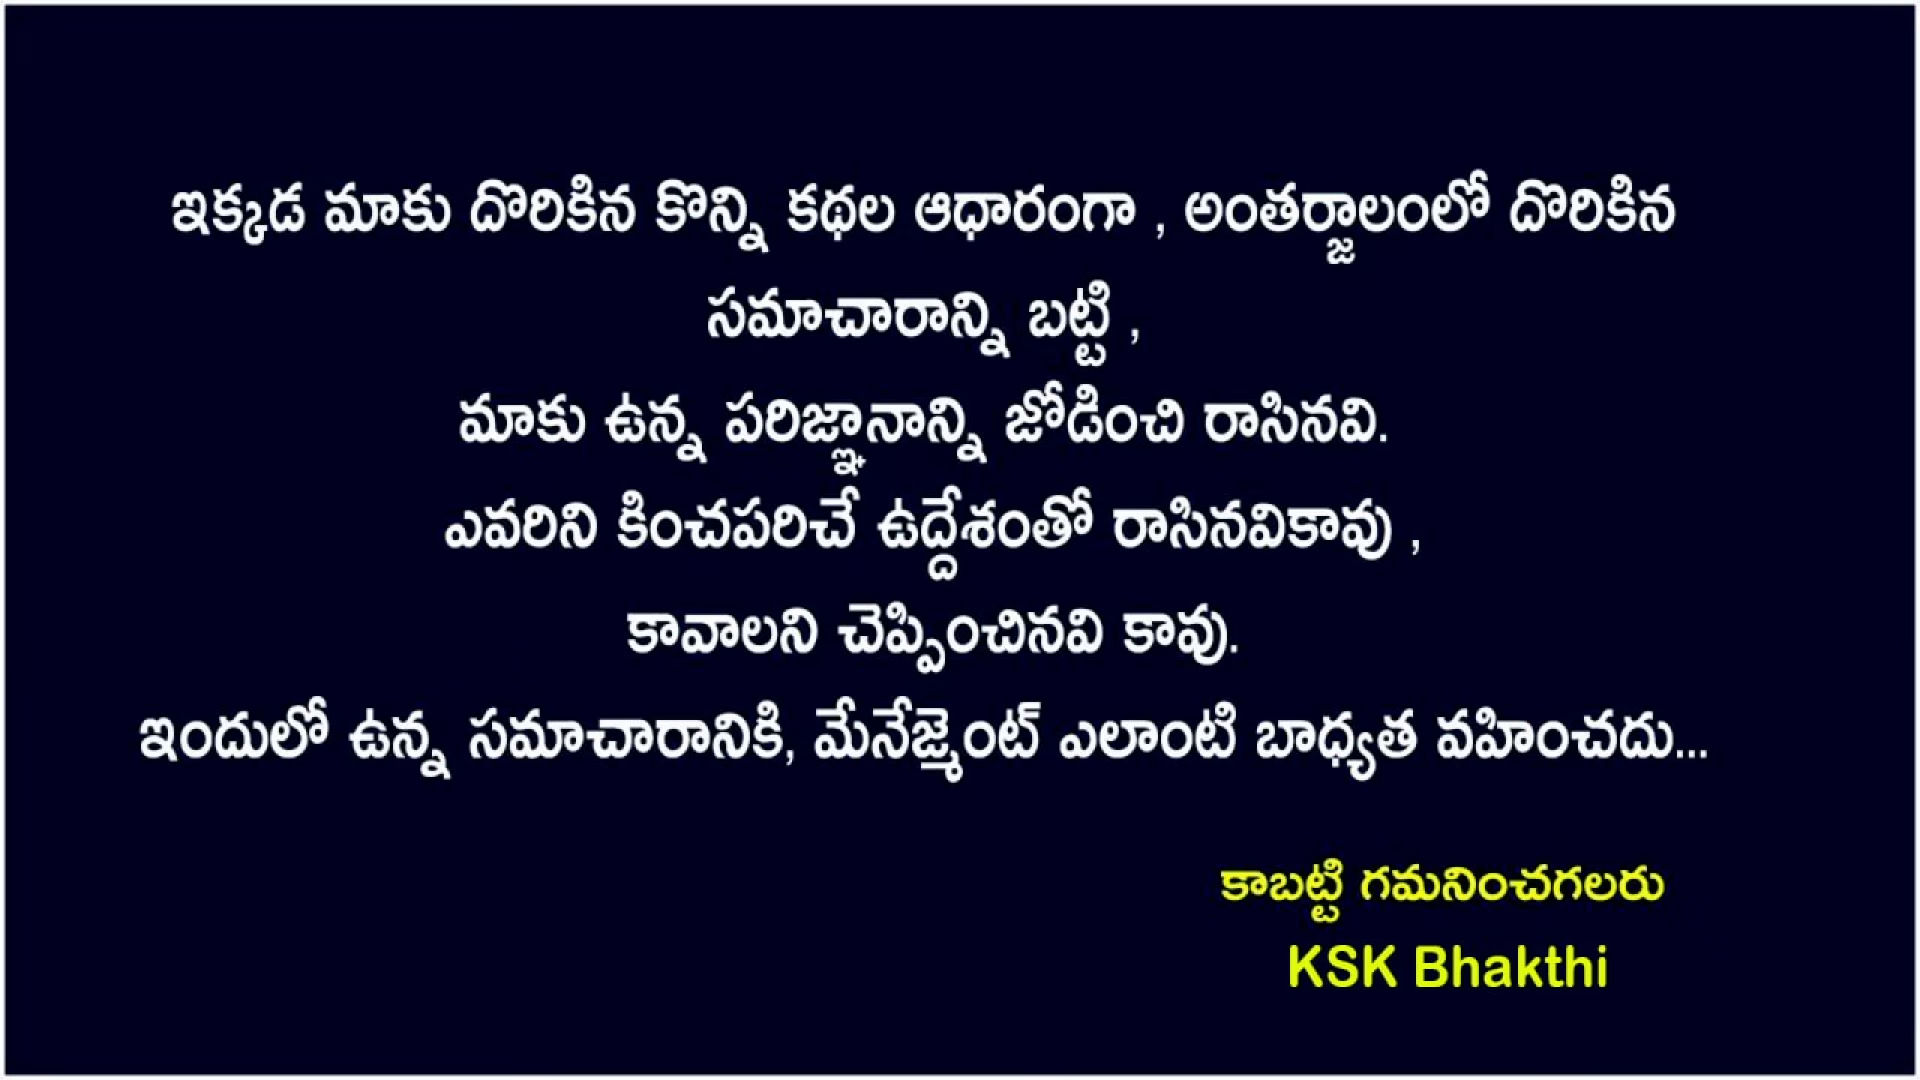 ఇక్కడ మాకు దొరికిన కొన్ని కథల ఆధారంగా , అంతర్జాలంలో దొరికిన
సమాచారాన్ని బట్టి ,
మాకు ఉన్న పరిజ్ఞానాన్ని జోడించి రాసినవి.
ఎవరిని కించపరిచే ఉద్దేశంతో రాసినవికావు ,
కావాలని చెప్పించినవి కావు.
ఇందులో ఉన్న సమాచారానికి, మేనేజ్మెంట్ ఎలాంటి బాధ్యత వహించదు...
కాబట్టి గమనించగలరు
KSK Bhakthi